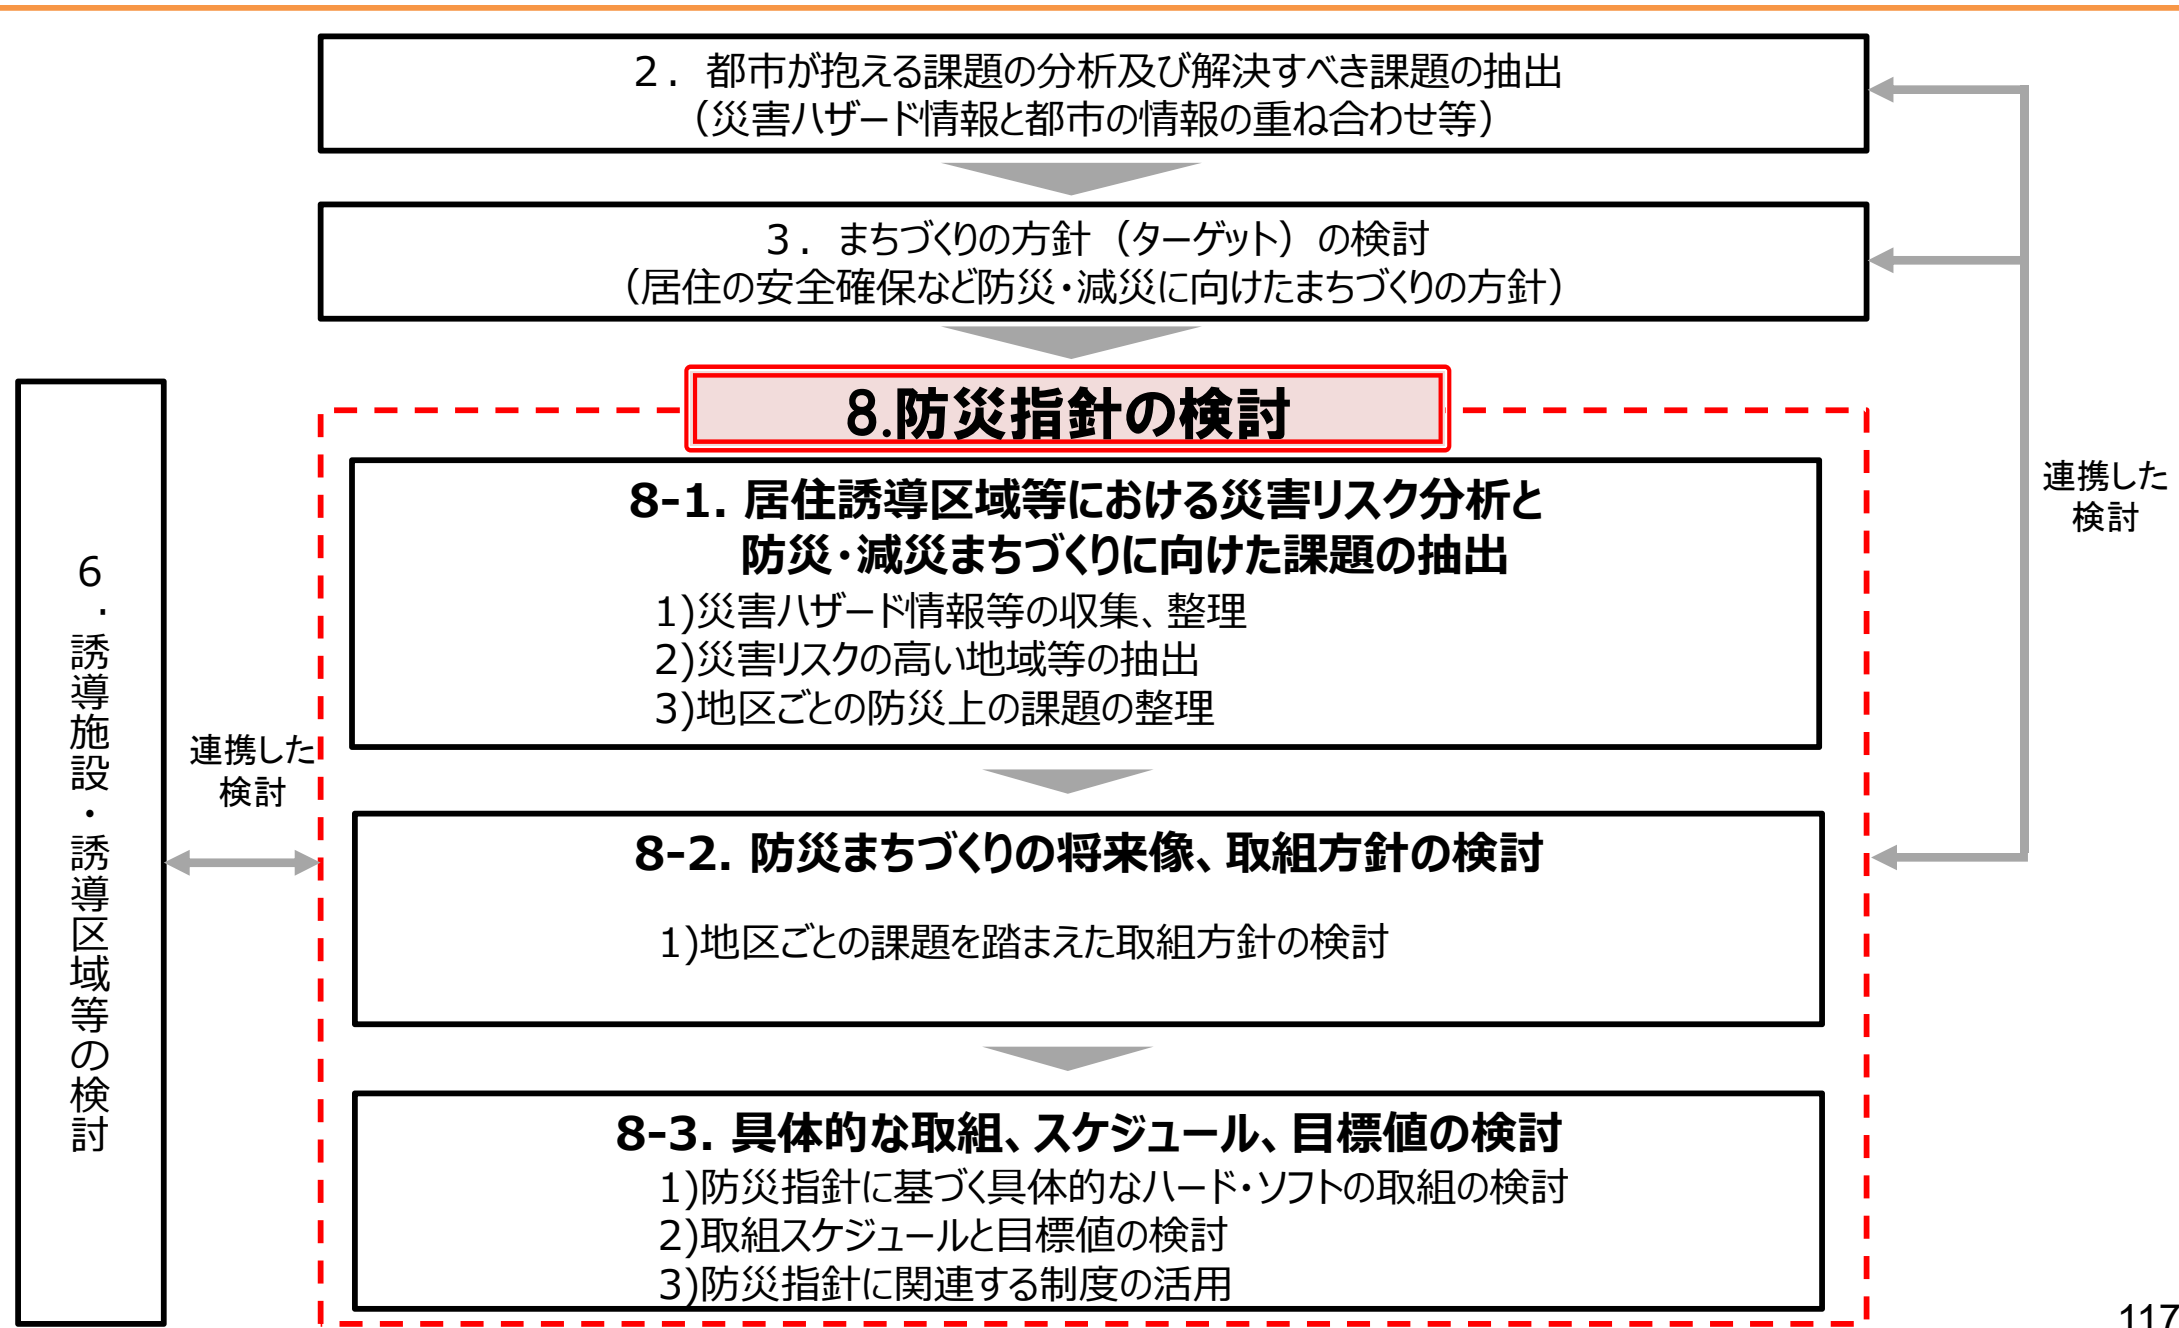 ２．都市が抱える課題の分析及び解決すべき課題の抽出
（災害ハザード情報と都市の情報の重ね合わせ等）
３．まちづくりの方針（ターゲット）の検討
（居住の安全確保など防災・減災に向けたまちづくりの方針）
8.防災指針の検討
8-1. 居住誘導区域等における災害リスク分析と
防災・減災まちづくりに向けた課題の抽出
1)災害ハザード情報等の収集、整理
2)災害リスクの高い地域等の抽出
3)地区ごとの防災上の課題の整理
8-2. 防災まちづくりの将来像、取組方針の検討
1)地区ごとの課題を踏まえた取組方針の検討
8-3. 具体的な取組、スケジュール、目標値の検討
1)防災指針に基づく具体的なハード・ソフトの取組の検討
2)取組スケジュールと目標値の検討
3)防災指針に関連する制度の活用
６．誘導施設・誘導区域等の検討
連携した
検討
連携した
検討
117